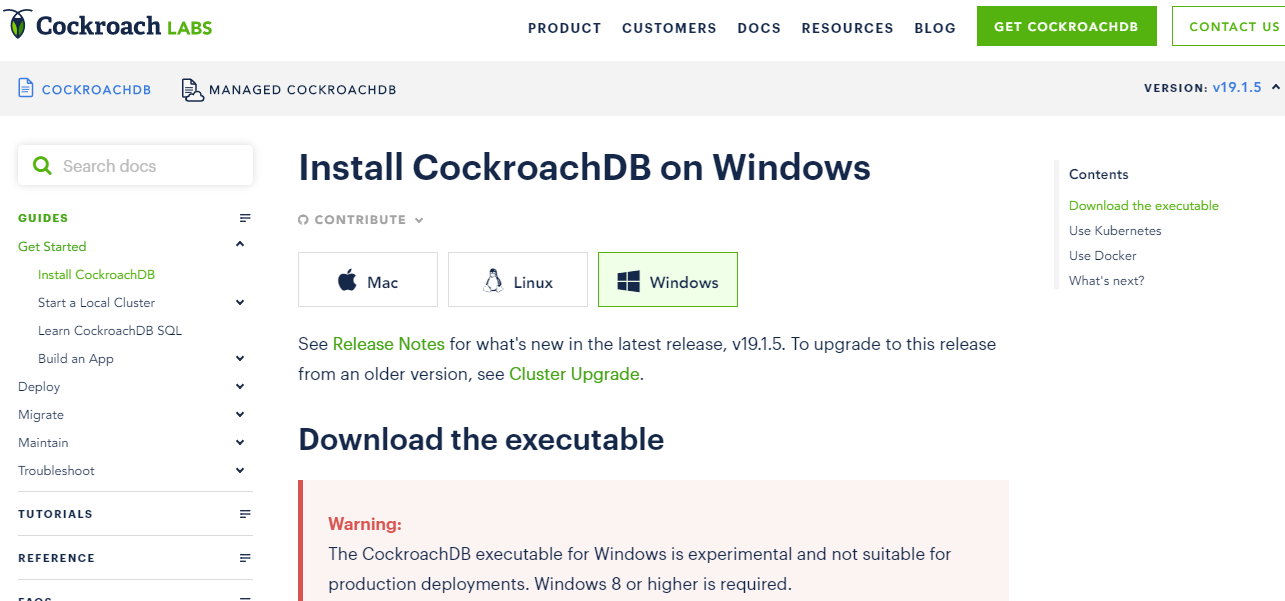 Cockroach LABS
PRODUCT CUSTOMERS DOCS RESOURCES BLOG GET COCKROACHDB CONTACT US
COCKROACHDB MANAGED COCKROACHDB VERSION: v19.1.5
Search docs
GUIDES
Get Started
Install CockroachDB
Start a Local Cluster
Learn CockroachDB SQL
Build an App
Deploy
Migrate
Maintain
Troubleshoot
TUTORIALS
REFERENCE
FAQS
Install CockroachDB on Windows
CONTRIBUTE
Mac Linux Windows
See Release Notes for what's new in the latest release, v19.1.5. To upgrade to this release
from an older version, see Cluster Upgrade.
Download the executable
Warning:
The CockroachDB executable for Windows is experimental and not suitable for
production deployments. Windows 8 or higher is required.
Contents
Download the executable
Use Kubernetes
Use Docker
What's next?